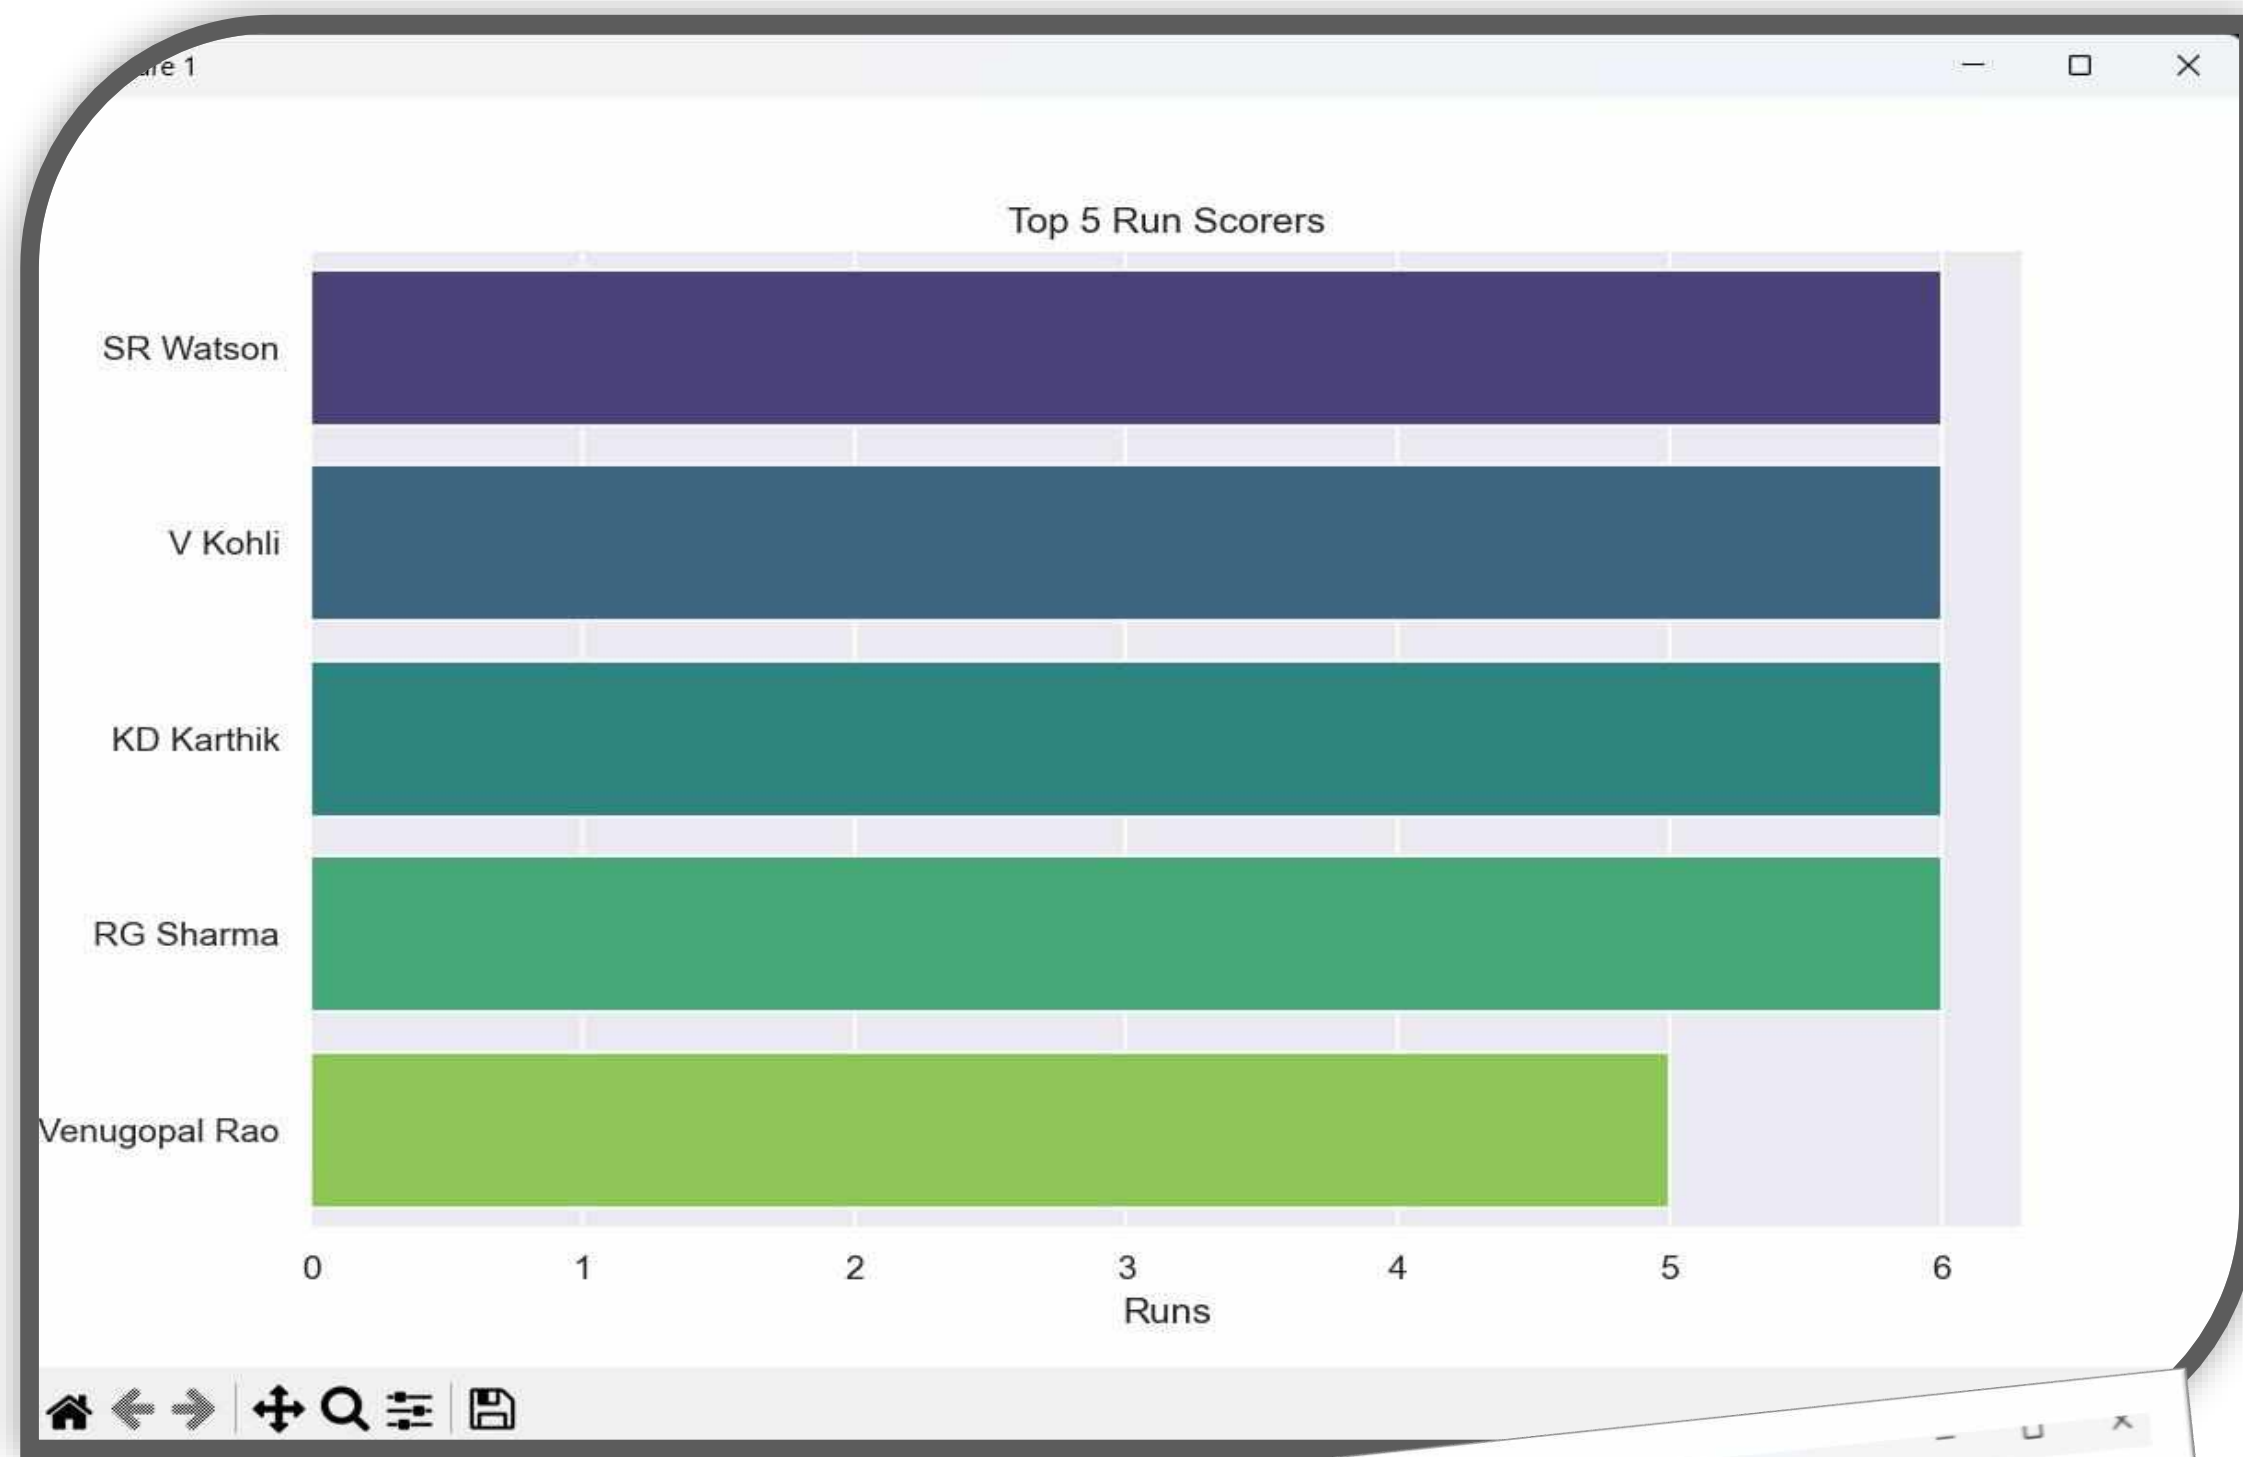 1
Top 5 Run Scorers
SR Watson
V Kohli
KD Karthik
RG Sharma
Venugopal Rao
0 1 2 3 4 5 6
Runs